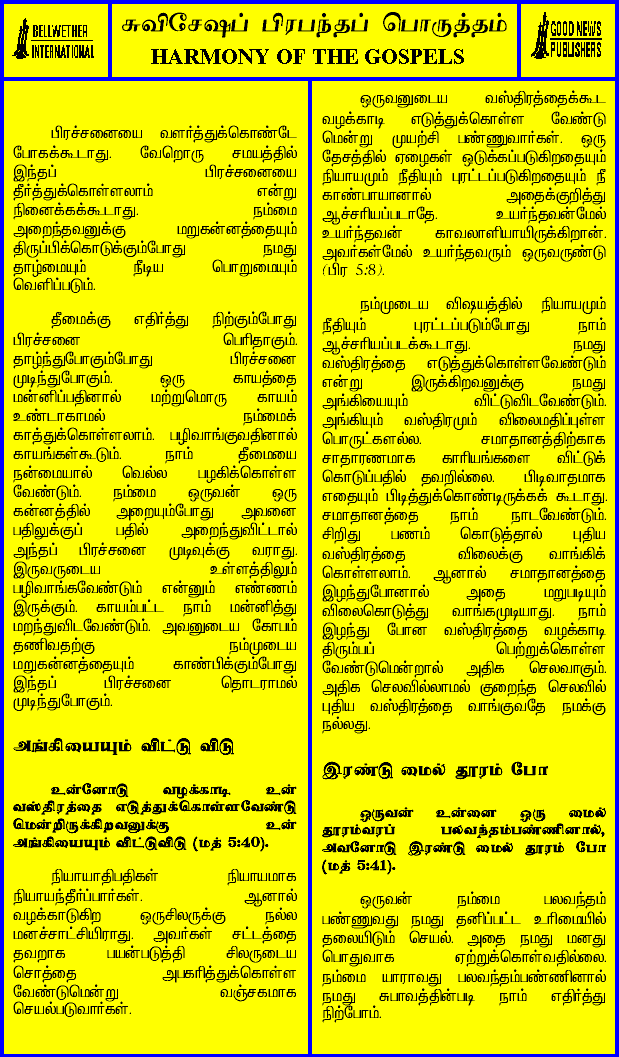 BELLWETHER
INTERNATIONAL
சுவிசேஷப் பிரபந்தப் பொருத்தம்
HARMONY OF THE GOSPELS
GOOD NEWS
PUBLISHERS
பிரச்சனையை வளர்த்துக்கொண்டே
போகக்கூடாது. வேறொரு சமயத்தில்
இந்தப் பிரச்சனையை
தீர்த்துக்கொள்ளலாம் என்று
நினைக்கக்கூடாது. நம்மை
அறைந்தவனுக்கு மறுகன்னத்தையும்
திருப்பிக்கொடுக்கும்போது நமது
தாழ்மையும் நீடிய பொறுமையும்
வெளிப்படும்.
தீமைக்கு எதிர்த்து நிற்கும்போது
பிரச்சனை பெரிதாகும்.
தாழ்ந்துபோகும்போது பிரச்சனை
முடிந்துபோகும். ஒரு காயத்தை
மன்னிப்பதினால் மற்றுமொரு காயம்
உண்டாகாமல் நம்மைக்
காத்துக்கொள்ளலாம். பழிவாங்குவதினால்
காயங்கள்கூடும். நாம் தீமையை
நன்மையால் வெல்ல பழகிக்கொள்ள
வேண்டும். நம்மை ஒருவன் ஒரு
கன்னத்தில் அறையும்போது அவனை
பதிலுக்குப் பதில் அறைந்துவிட்டால்
அந்தப் பிரச்சனை முடிவுக்கு வராது.
இருவருடைய உள்ளத்திலும்
பழிவாங்கவேண்டும் என்னும் எண்ணம்
இருக்கும். காயம்பட்ட நாம் மன்னித்து
மறந்துவிடவேண்டும். அவனுடைய கோபம்
தணிவதற்கு நம்முடைய
மறுகன்னத்தையும் காண்பிக்கும்போது
இந்தப் பிரச்சனை தொடராமல்
முடிந்துபோகும்.
அங்கியையும் விட்டு விடு
உன்னோடு வழக்காடி உன்
வஸ்திரத்தை எடுத்துக்கொள்ளவேண்டு
மென்றிருக்கிறவனுக்கு உன்
அங்கியையும் விட்டுவிடு (மத் 5:40).
நியாயாதிபதிகள் நியாயமாக
நியாயந்தீர்ப்பார்கள். ஆனால்
வழக்காடுகிற ஒருசிலருக்கு நல்ல
மனச்சாட்சியிராது. அவர்கள் சட்டத்தை
தவறாக பயன்படுத்தி சிலருடைய
சொத்தை அபகரித்துக்கொள்ள
வேண்டுமென்று வஞ்சகமாக
செயல்படுவார்கள்.
ஒருவனுடைய வஸ்திரத்தைக்கூட
வழக்காடி எடுத்துக்கொள்ள வேண்டு
மென்று முயற்சி பண்ணுவார்கள். ஒரு
தேசத்தில் ஏழைகள் ஒடுக்கப்படுகிறதையும்
நியாயமும் நீதியும் புரட்டப்படுகிறதையும் நீ
காண்பாயானால் அதைக்குறித்து
ஆச்சரியப்படாதே. உயர்ந்தவன்மேல்
உயர்ந்தவன் காவலாளியாயிருக்கிறான்.
அவர்கள்மேல் உயர்ந்தவரும் ஒருவருண்டு
(பிர 5:8).
நம்முடைய விஷயத்தில் நியாயமும்
நீதியும் புரட்டப்படும்போது நாம்
ஆச்சரியப்படக்கூடாது. நமது
வஸ்திரத்தை எடுத்துக்கொள்ளவேண்டும்
என்று இருக்கிறவனுக்கு நமது
அங்கியையும் விட்டுவிடவேண்டும்.
அங்கியும் வஸ்திரமும் விலைமதிப்புள்ள
பொருட்களல்ல. சமாதானத்திற்காக
சாதாரணமாக காரியங்களை விட்டுக்
கொடுப்பதில் தவறில்லை. பிடிவாதமாக
எதையும் பிடித்துக்கொண்டிருக்கக் கூடாது.
சமாதானத்தை நாம் நாடவேண்டும்.
சிறிது பணம் கொடுத்தால் புதிய
வஸ்திரத்தை விலைக்கு வாங்கிக்
கொள்ளலாம். ஆனால் சமாதானத்தை
இழந்துபோனால் அதை மறுபடியும்
விலைகொடுத்து வாங்கமுடியாது. நாம்
இழந்து போன வஸ்திரத்தை வழக்காடி
திரும்பப் பெற்றுக்கொள்ள
வேண்டுமென்றால் அதிக செலவாகும்.
அதிக செலவில்லாமல் குறைந்த செலவில்
புதிய வஸ்திரத்தை வாங்குவதே நமக்கு
நல்லது.
இரண்டு மைல் தூரம் போ
ஒருவன் உன்னை ஒரு மைல்
தூரம்வரப் பலவந்தம்பண்ணினால்,
அவனோடு இரண்டு மைல் தூரம் போ
(மத் 5:41).
ஒருவன் நம்மை பலவந்தம்
பண்ணுவது நமது தனிப்பட்ட உரிமையில்
தலையிடும் செயல். அதை நமது மனது
பொதுவாக ஏற்றுக்கொள்வதில்லை.
நம்மை யாராவது பலவந்தம்பண்ணினால்
நமது சுபாவத்தின்படி நாம் எதிர்த்து
நிற்போம்.